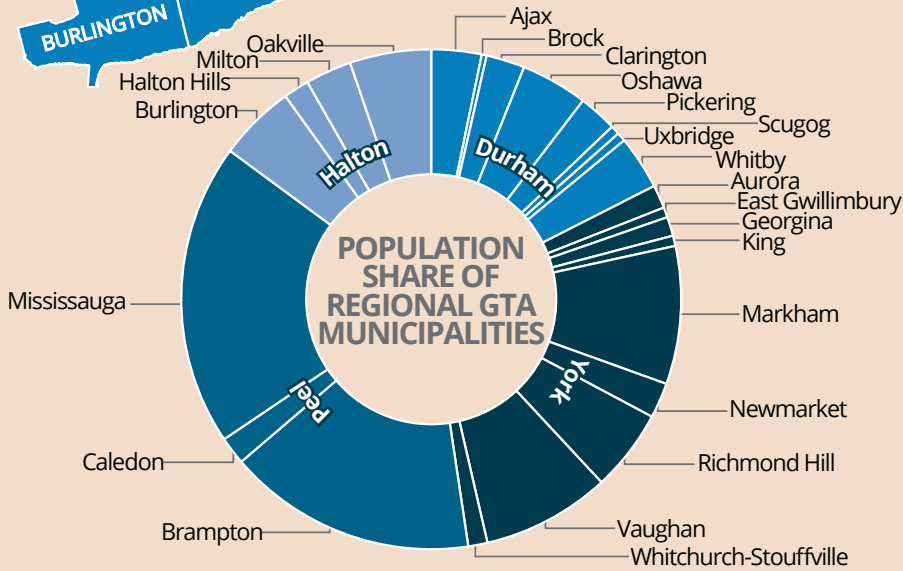 BURLINGTON
Ajax
Brock
Clarington
Oshawa
Pickering
Scugog
Uxbridge
Whitby
Aurora
East Gwillimbury
Georgina
King
Markham
Newmarket
Richmond Hill
Vaughan
Whitchurch-Stouffville
Brampton
Caledon
Mississauga
Burlington
Halton Hills
Milton
Oakville
Halton
Durham
York
Peel
POPULATION
SHARE OF
REGIONAL GTA
MUNICIPALITIES